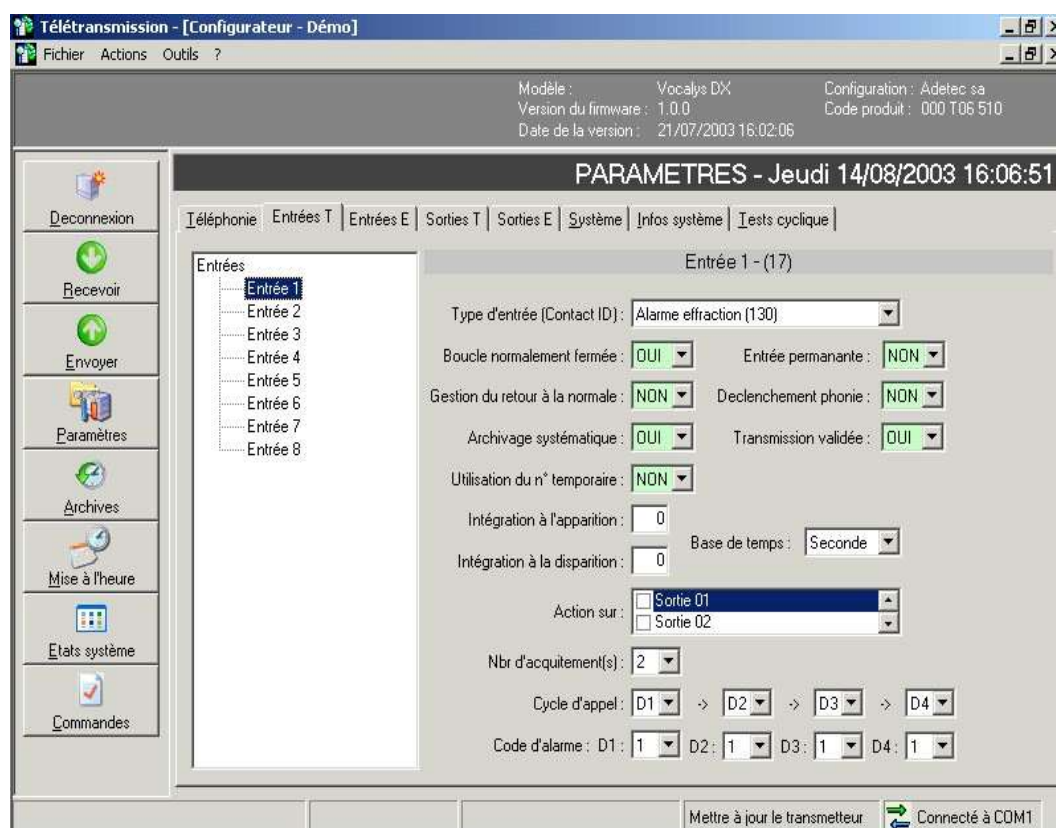 Télétransmission - [Configurateur - Démo]
Fichier Actions Outils ?
Modèle : Vocalys DX Configuration : Adetec sa
Version du firmware : 1.0.0 Code produit : 000 T06 510
Date de la version : 21/07/2003 16:02:06
PARAMETRES - Jeudi 14/08/2003 16:06:51
Deconnexion
Recevoir
Envoyer
Paramètres
Archives
Mise à l'heure
Etats système
Commandes
Téléphonie Entrées T Entrées E Sorties T Sorties E Système Infos système Tests cyclique
Entrées
Entrée 1
Entrée 2
Entrée 3
Entrée 4
Entrée 5
Entrée 6
Entrée 7
Entrée 8
Entrée 1 - (17)
Type d'entrée (Contact ID) : Alarme effraction (130)
Boucle normalement fermée : OUI Entrée permanante : NON
Gestion du retour à la normale : NON Declenchement phonie : NON
Archivage systématique : OUI Transmission validée : OUI
Utilisation du n° temporaire : NON
Intégration à l'apparition : 0
Base de temps : Seconde
Intégration à la disparition : 0
Action sur : Sortie 01
Sortie 02
Nbr d'acquitement(s) : 2
Cycle d'appel : D1 -> D2 -> D3 -> D4
Code d'alarme : D1 : 1 D2 : 1 D3 : 1 D4 : 1
Mettre à jour le transmetteur Connecté à COM1